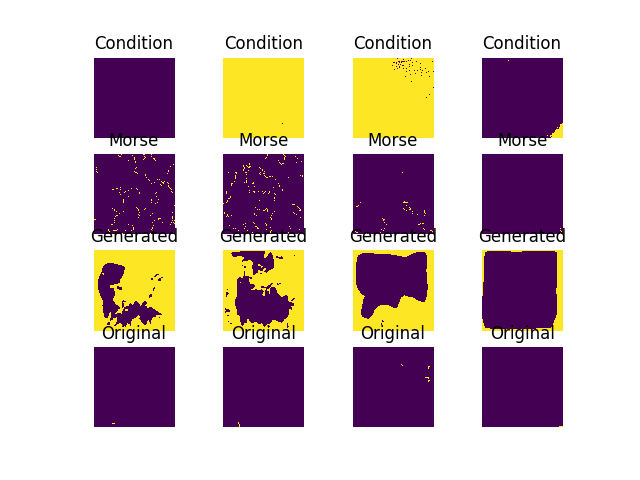 Condition Condition Condition Condition
Morse Morse Morse Morse
Generated Generated Generated Generated
Original Original Original Original